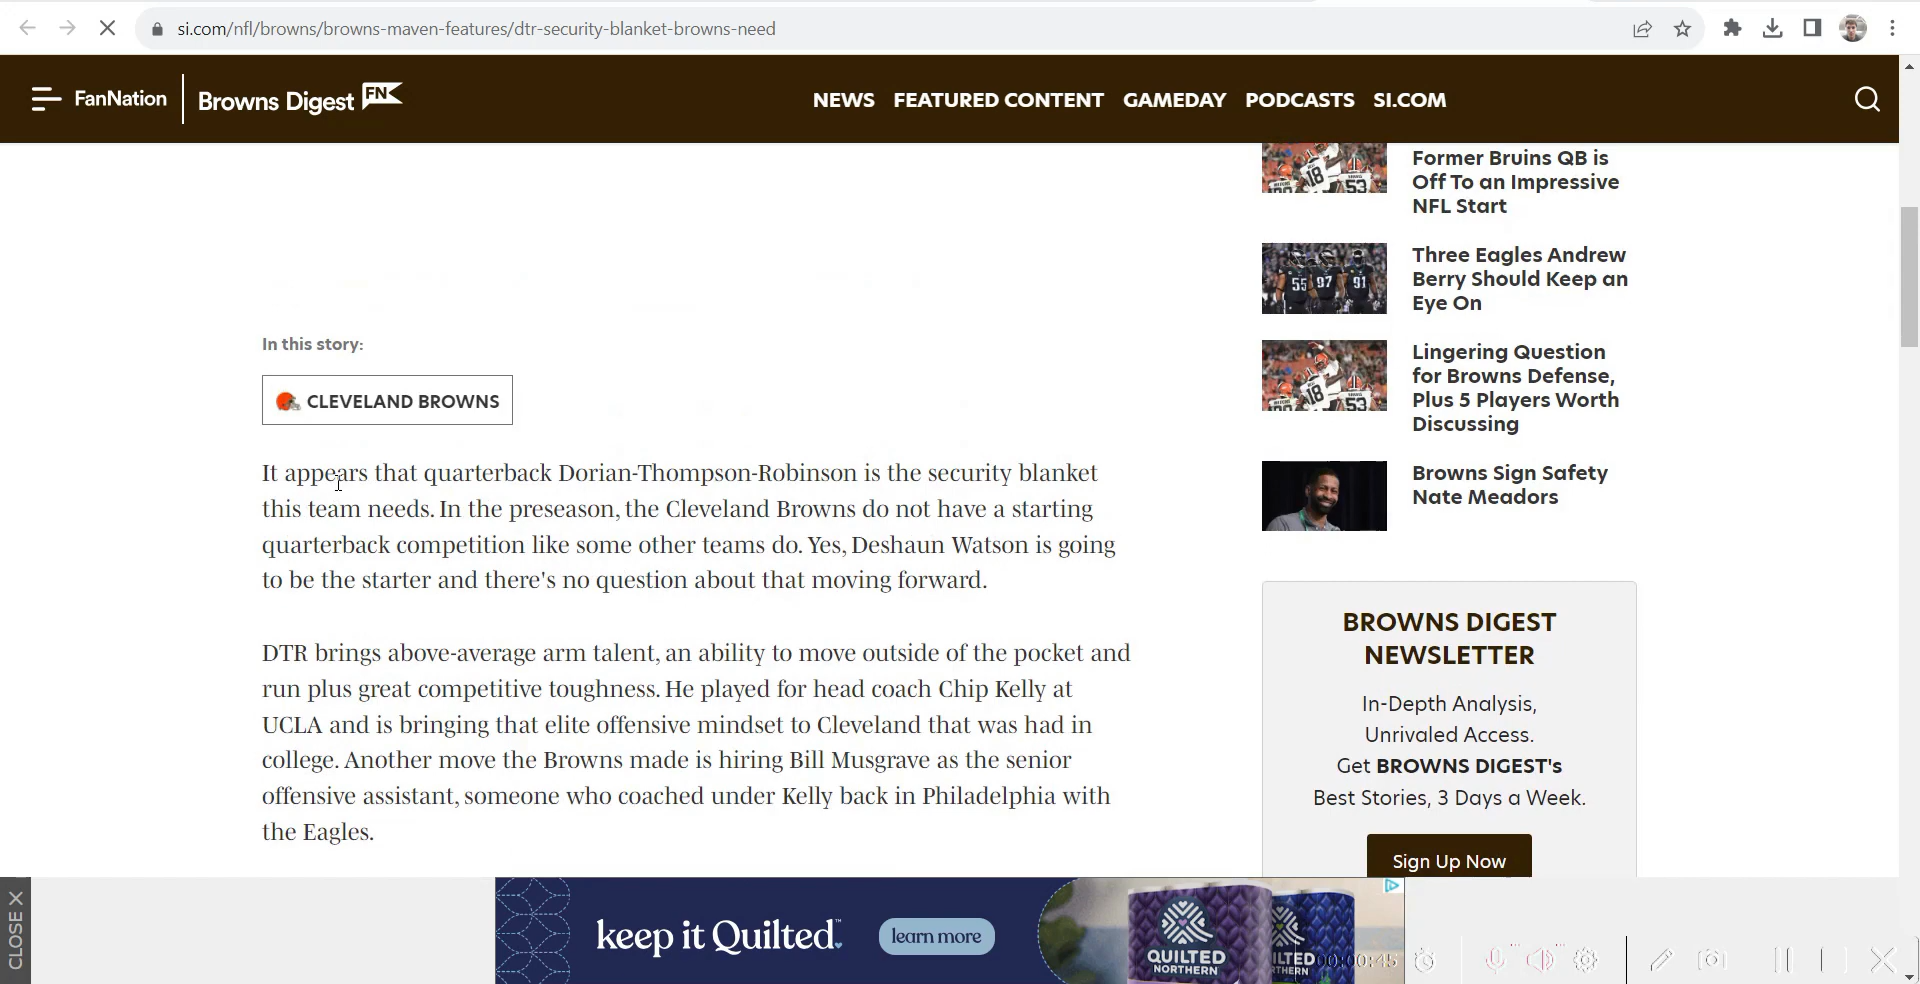 si.com/nfl/browns/browns-maven-features/dtr-security-blanket-browns-need
FanNation
Browns Digest FN
NEWS FEATURED CONTENT GAMEDAY PODCASTS SI.COM
In this story:
CLEVELAND BROWNS
It appears that quarterback Dorian-Thompson-Robinson is the security blanket
this team needs. In the preseason, the Cleveland Browns do not have a starting
quarterback competition like some other teams do. Yes, Deshaun Watson is going
to be the starter and there's no question about that moving forward.
DTR brings above-average arm talent, an ability to move outside of the pocket and
run plus great competitive toughness. He played for head coach Chip Kelly at
UCLA and is bringing that elite offensive mindset to Cleveland that was had in
college. Another move the Browns made is hiring Bill Musgrave as the senior
offensive assistant, someone who coached under Kelly back in Philadelphia with
the Eagles.
18
53
Former Bruins QB is
Off To an Impressive
NFL Start
55
97
91
Three Eagles Andrew
Berry Should Keep an
Eye On
18
53
Lingering Question
for Browns Defense,
Plus 5 Players Worth
Discussing
Browns Sign Safety
Nate Meadors
BROWNS DIGEST
NEWSLETTER
In-Depth Analysis,
Unrivaled Access.
Get BROWNS DIGEST's
Best Stories, 3 Days a Week.
Sign Up Now
CLOSE X
keep it Quilted.™
learn more
QUILTED
NORTHERN
00:00:45